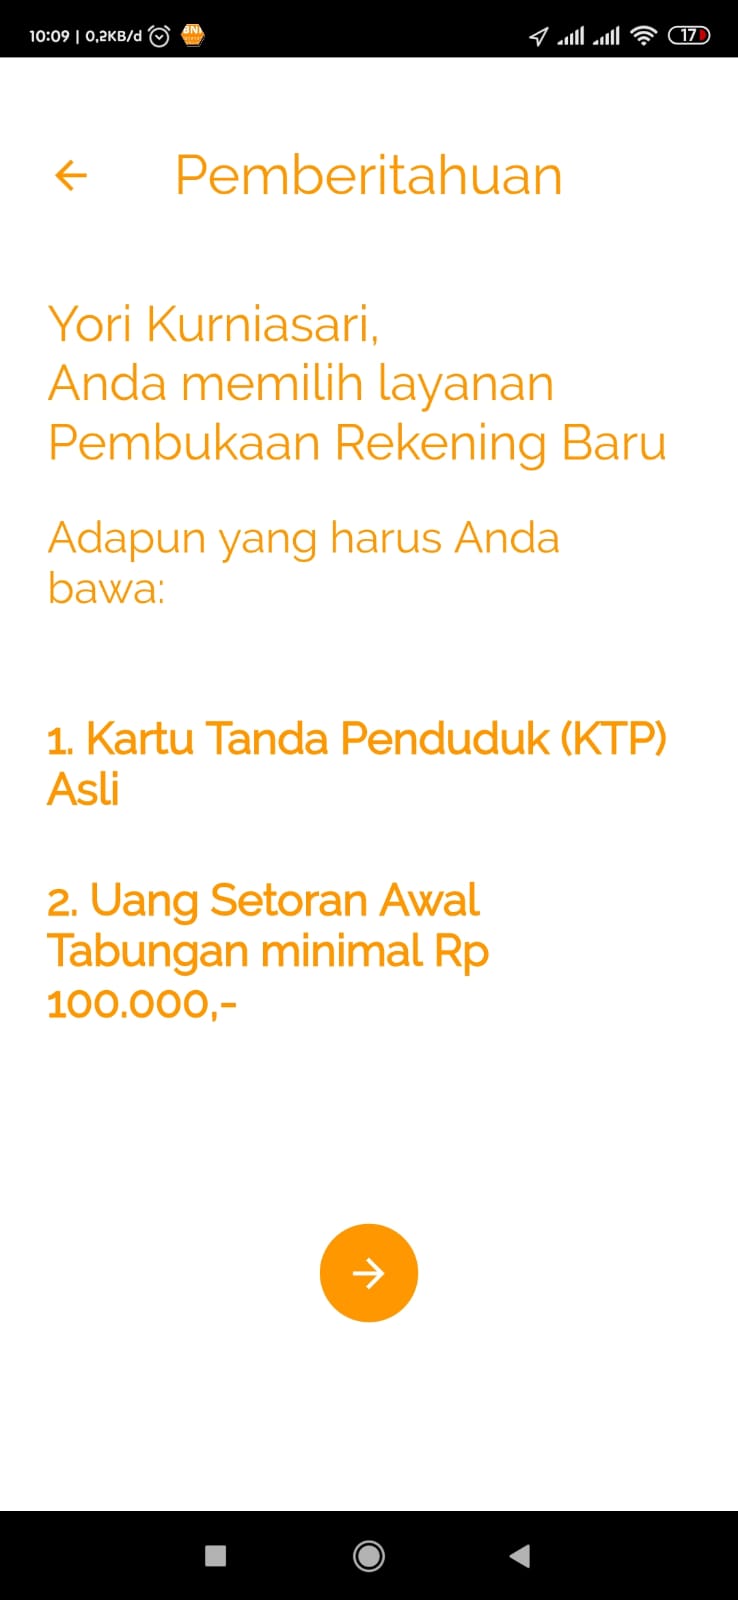 10:09 | 0,2KB/d
BNI
17
Pemberitahuan
Yori Kurniasari,
Anda memilih layanan
Pembukaan Rekening Baru
Adapun yang harus Anda
bawa:
1. Kartu Tanda Penduduk (KTP)
Asli
2. Uang Setoran Awal
Tabungan minimal Rp
100.000,-